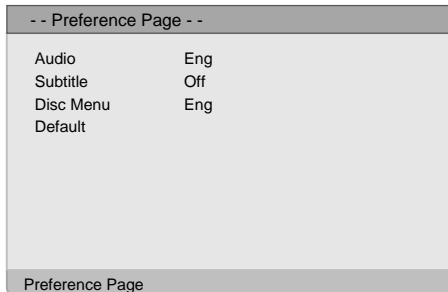 - - Preference Page - -
Audio Eng
Subtitle Off
Disc Menu Eng
Default
Preference Page